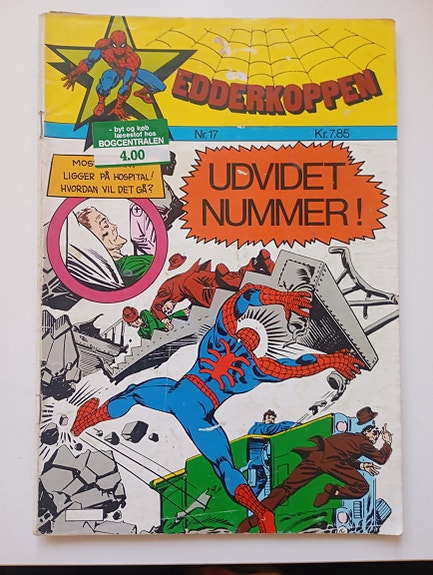 EDDERKOPPEN
Nr. 17
Kr. 7.85
- byt og køb
læsestof hos
BOGCENTRALEN
4.00
LIGGER PÅ HOSPITAL!
HVORDAN VIL DET GÅ?
UDVIDET
NUMMER!